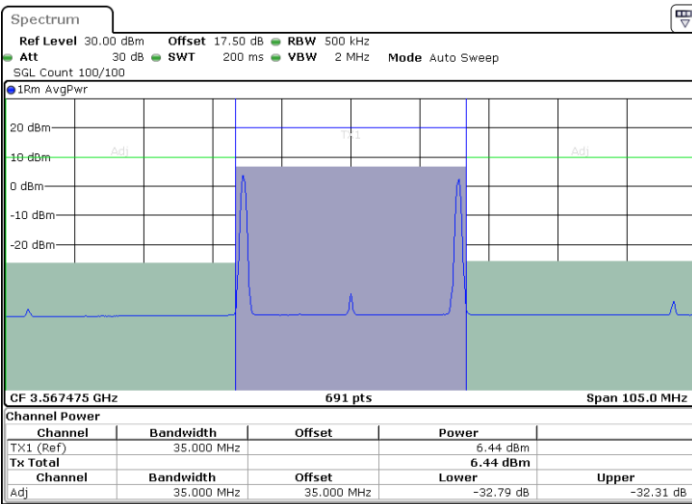 Spectrum
Ref Level 30.00 dBm Offset 17.50 dB RBW 500 kHz
Att 30 dB SWT 200 ms VBW 2 MHz Mode Auto Sweep
SGL Count 100/100
1Rm AvgPwr
20 dBm
TX1
Adj Adj
10 dBm
0 dBm
-10 dBm
-20 dBm
CF 3.567475 GHz 691 pts Span 105.0 MHz
Channel Power
Channel Bandwidth Offset Power
TX1 (Ref) 35.000 MHz 6.44 dBm
Tx Total 6.44 dBm
Channel Bandwidth Offset Lower Upper
Adj 35.000 MHz 35.000 MHz -32.79 dB -32.31 dB